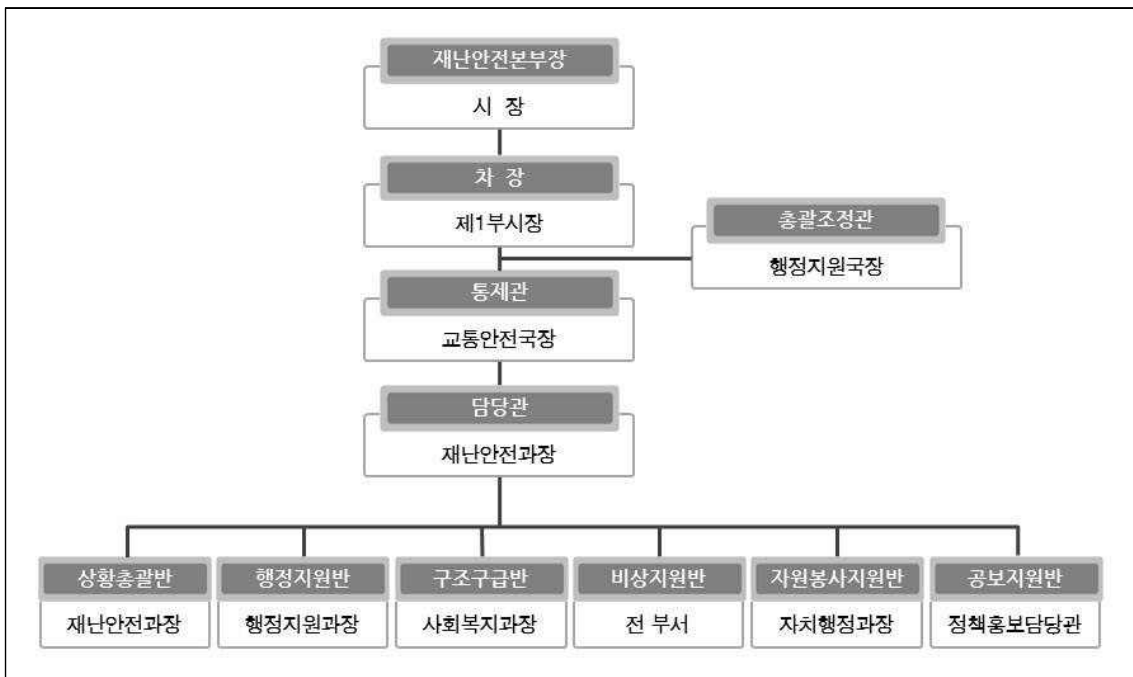 재난안전본부장
시 장
차 장
제1부시장
총괄조정관
행정지원국장
통제관
교통안전국장
담당관
재난안전과장
상황총괄반
재난안전과장
행정지원반
행정지원과장
구조구급반
사회복지과장
비상지원반
전 부서
자원봉사지원반
자치행정과장
공보지원반
정책홍보담당관